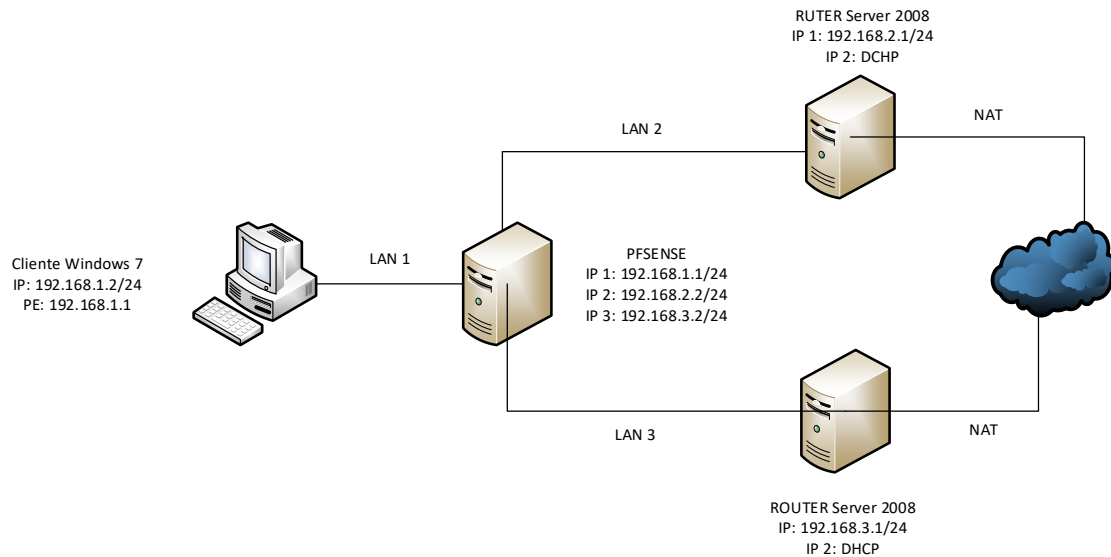 RUTER Server 2008
IP 1: 192.168.2.1/24
IP 2: DCHP
NAT
LAN 2
Cliente Windows 7
IP: 192.168.1.2/24
PE: 192.168.1.1
LAN 1
PFSENSE
IP 1: 192.168.1.1/24
IP 2: 192.168.2.2/24
IP 3: 192.168.3.2/24
LAN 3
NAT
ROUTER Server 2008
IP: 192.168.3.1/24
IP 2: DHCP